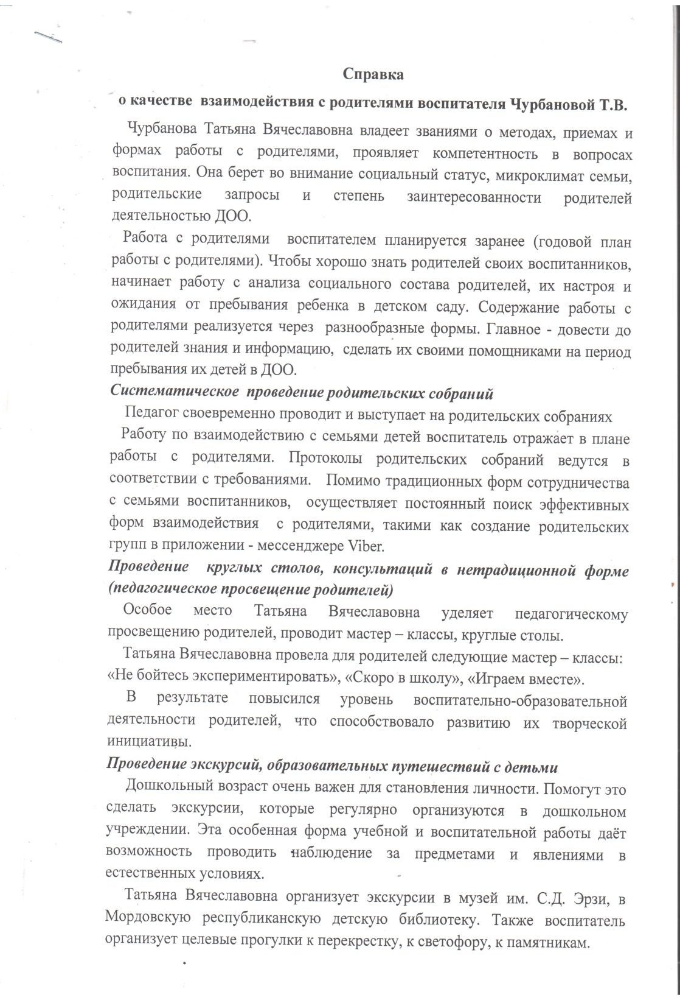 Справка
о качестве взаимодействия с родителями воспитателя Чурбановой Т.В.
Чурбанова Татьяна Вячеславовна владеет званиями о методах, приемах и
формах работы с родителями, проявляет компетентность в вопросах
воспитания. Она берет во внимание социальный статус, микроклимат семьи,
родительские запросы и степень заинтересованности родителей
деятельностью ДОО.
Работа с родителями воспитателем планируется заранее (годовой план
работы с родителями). Чтобы хорошо знать родителей своих воспитанников,
начинает работу с анализа социального состава родителей, их настроя и
ожидания от пребывания ребенка в детском саду. Содержание работы с
родителями реализуется через разнообразные формы. Главное - довести до
родителей знания и информацию, сделать их своими помощниками на период
пребывания их детей в ДОО.
Систематическое проведение родительских собраний
Педагог своевременно проводит и выступает на родительских собраниях
Работу по взаимодействию с семьями детей воспитатель отражает в плане
работы с родителями. Протоколы родительских собраний ведутся в
соответствии с требованиями. Помимо традиционных форм сотрудничества
с семьями воспитанников, осуществляет постоянный поиск эффективных
форм взаимодействия с родителями, такими как создание родительских
групп в приложении - мессенджере Viber.
Проведение круглых столов, консультаций в нетрадиционной форме
(педагогическое просвещение родителей)
Особое место Татьяна Вячеславовна уделяет педагогическому
просвещению родителей, проводит мастер – классы, круглые столы.
Татьяна Вячеславовна провела для родителей следующие мастер – классы:
«Не бойтесь экспериментировать», «Скоро в школу», «Играем вместе».
В результате повысился уровень воспитательно-образовательной
деятельности родителей, что способствовало развитию их творческой
инициативы.
Проведение экскурсий, образовательных путешествий с детьми
Дошкольный возраст очень важен для становления личности. Помогут это
сделать экскурсии, которые регулярно организуются в дошкольном
учреждении. Эта особенная форма учебной и воспитательной работы даёт
возможность проводить наблюдение за предметами и явлениями в
естественных условиях.
Татьяна Вячеславовна организует экскурсии в музей им. С.Д. Эрзи, в
Мордовскую республиканскую детскую библиотеку. Также воспитатель
организует целевые прогулки к перекрестку, к светофору, к памятникам.